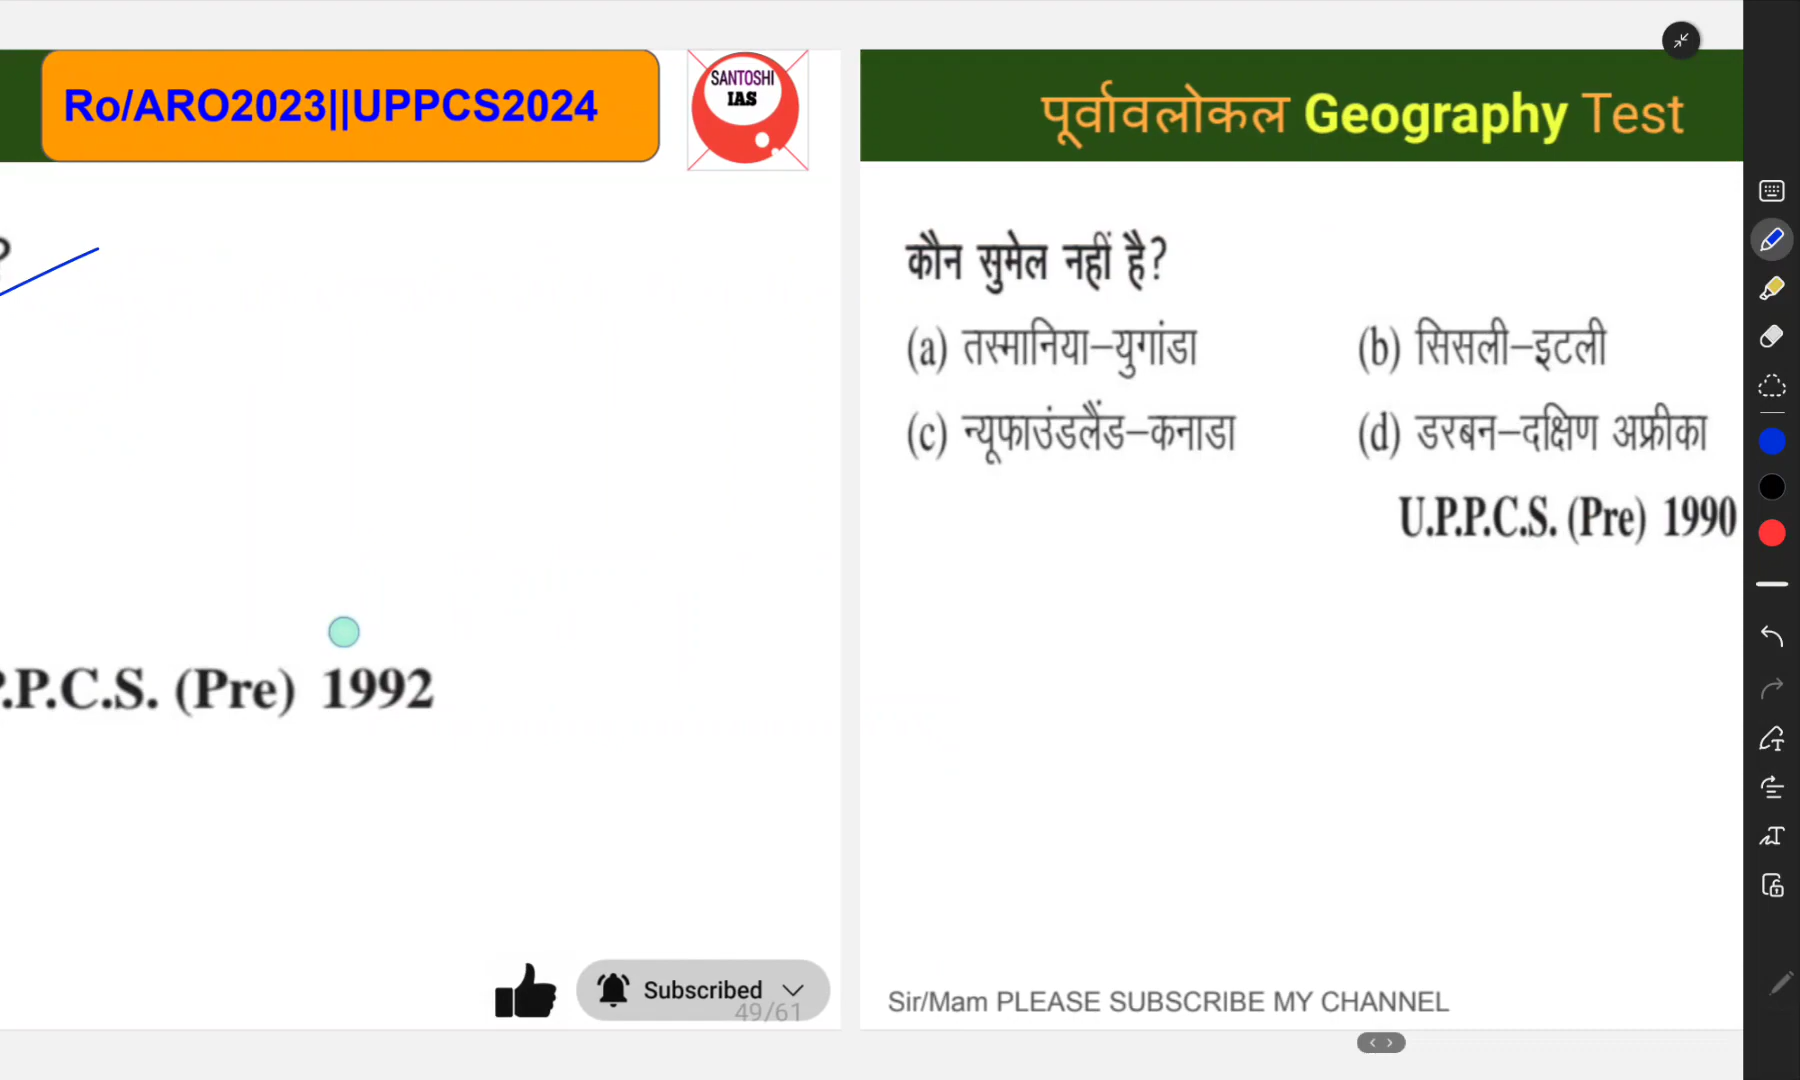 Ro/ARO2023||UPPCS2024
SANTOSHI
IAS
?
.P.C.S. (Pre) 1992
Subscribed
49/61
पूर्वावलोकल Geography Test
कौन सुमेल नहीं है?
(a) तस्मानिया–युगांडा (b) सिसली–इटली
(c) न्यूफाउंडलैंड–कनाडा (d) डरबन–दक्षिण अफ्रीका
U.P.P.C.S. (Pre) 1990
Sir/Mam PLEASE SUBSCRIBE MY CHANNEL